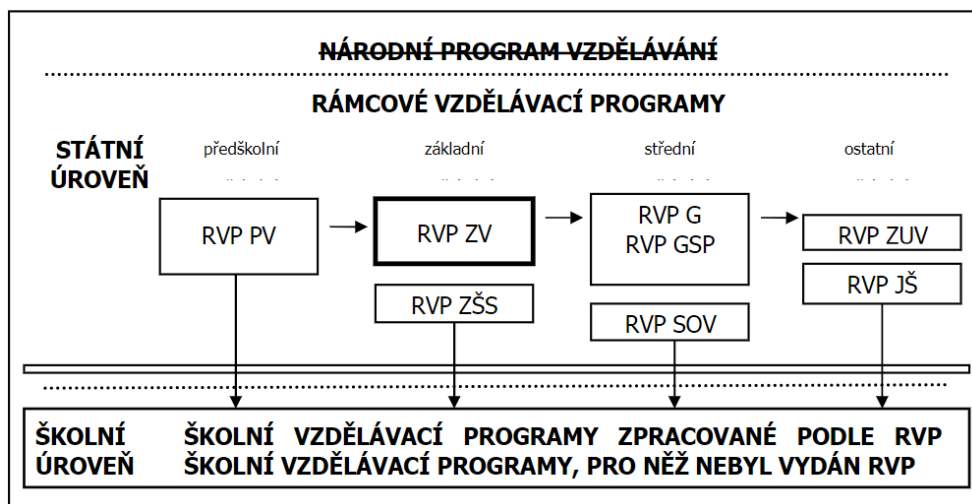 NÁRODNÍ PROGRAM VZDĚLÁVÁNÍ
RÁMCOVÉ VZDĚLÁVACÍ PROGRAMY
STÁTNÍ ÚROVEŇ
předškolní
základní
střední
ostatní
RVP PV
RVP ZV
RVP G
RVP GSP
RVP ZUV
RVP ZŠS
RVP SOV
RVP JŠ
ŠKOLNÍ ÚROVEŇ
ŠKOLNÍ VZDĚLÁVACÍ PROGRAMY ZPRACOVANÉ PODLE RVP
ŠKOLNÍ VZDĚLÁVACÍ PROGRAMY, PRO NĚŽ NEBYL VYDÁN RVP